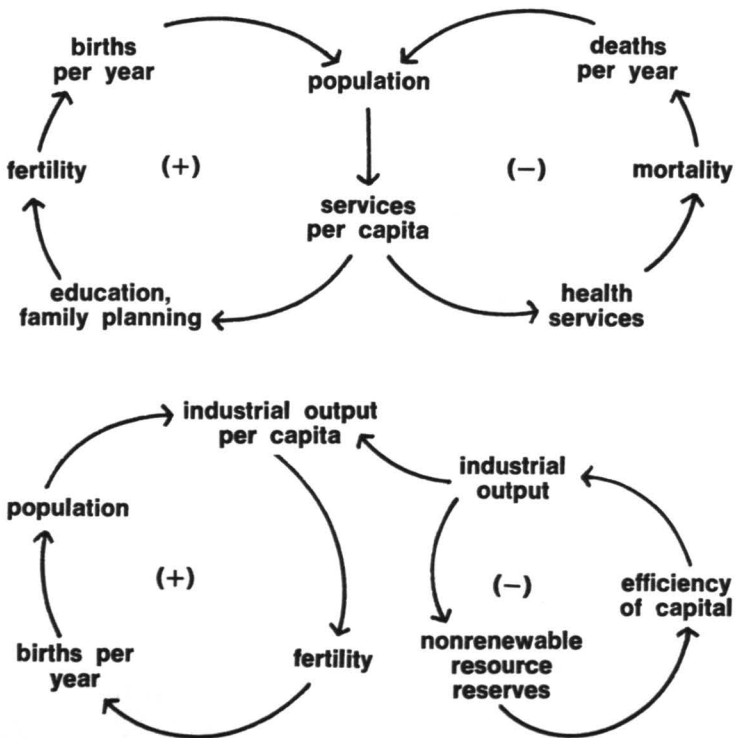 births
per year
population
deaths
per year
fertility
(+)
(−)
mortality
services
per capita
education,
family planning
health
services
industrial output
per capita
industrial
output
population
(+)
(−)
efficiency
of capital
births per
year
fertility
nonrenewable
resource
reserves